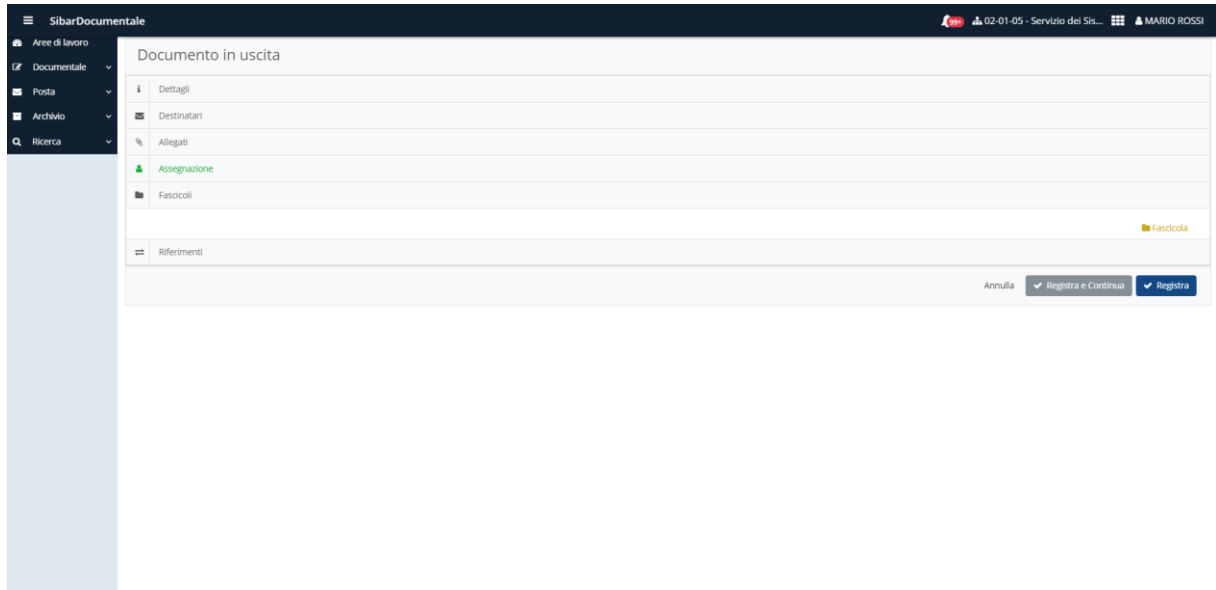 SibarDocumentale
99+ 02-01-05 - Servizio dei Sis... MARIO ROSSI
Aree di lavoro
Documentale
Posta
Archivio
Ricerca
Documento in uscita
Dettagli
Destinatari
Allegati
Assegnazione
Fascicoli
Fascicola
Riferimenti
Annulla Registra e Continua Registra